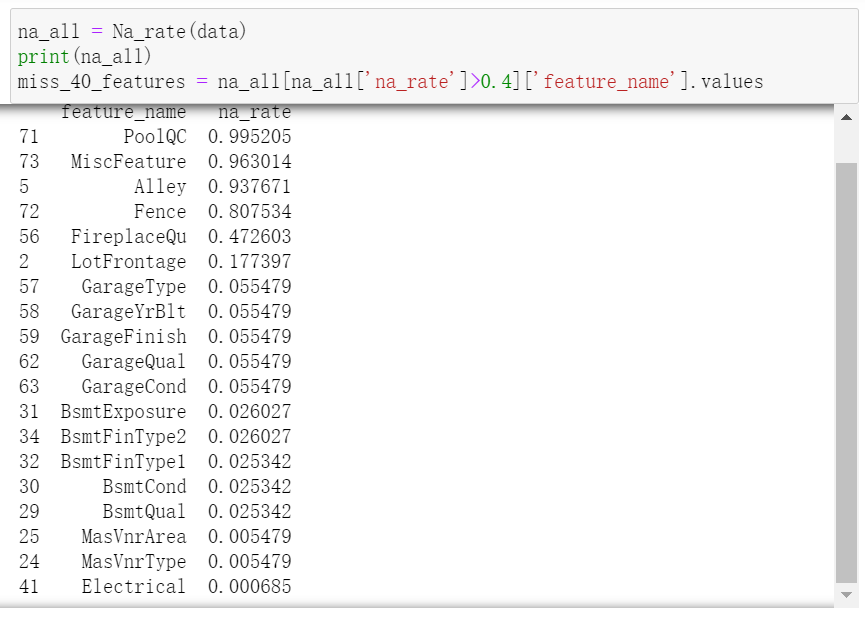 na_all = Na_rate(data)
print(na_all)
miss_40_features = na_all[na_all['na_rate']>0.4]['feature_name'].values
feature_name na_rate
71 PoolQC 0.995205
73 MiscFeature 0.963014
5 Alley 0.937671
72 Fence 0.807534
56 FireplaceQu 0.472603
2 LotFrontage 0.177397
57 GarageType 0.055479
58 GarageYrBlt 0.055479
59 GarageFinish 0.055479
62 GarageQual 0.055479
63 GarageCond 0.055479
31 BsmtExposure 0.026027
34 BsmtFinType2 0.026027
32 BsmtFinType1 0.025342
30 BsmtCond 0.025342
29 BsmtQual 0.025342
25 MasVnrArea 0.005479
24 MasVnrType 0.005479
41 Electrical 0.000685